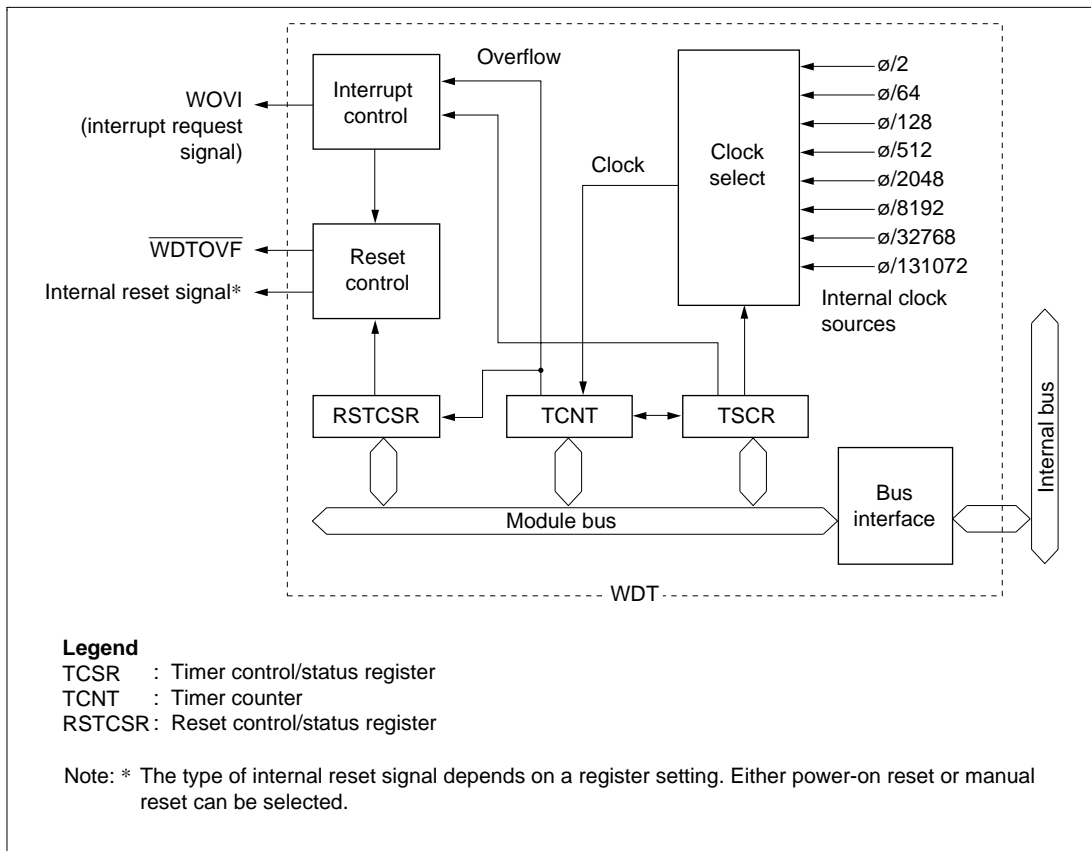 Overflow
Interrupt
control
WOVI
(interrupt request
signal)
Clock
Clock
select
ø/2
ø/64
ø/128
ø/512
ø/2048
ø/8192
ø/32768
ø/131072
Internal clock
sources
WDTOVF
Internal reset signal*
Reset
control
RSTCSR
TCNT
TSCR
Module bus
Bus
interface
Internal bus
WDT
Legend
TCSR : Timer control/status register
TCNT : Timer counter
RSTCSR : Reset control/status register
Note: * The type of internal reset signal depends on a register setting. Either power-on reset or manual
reset can be selected.